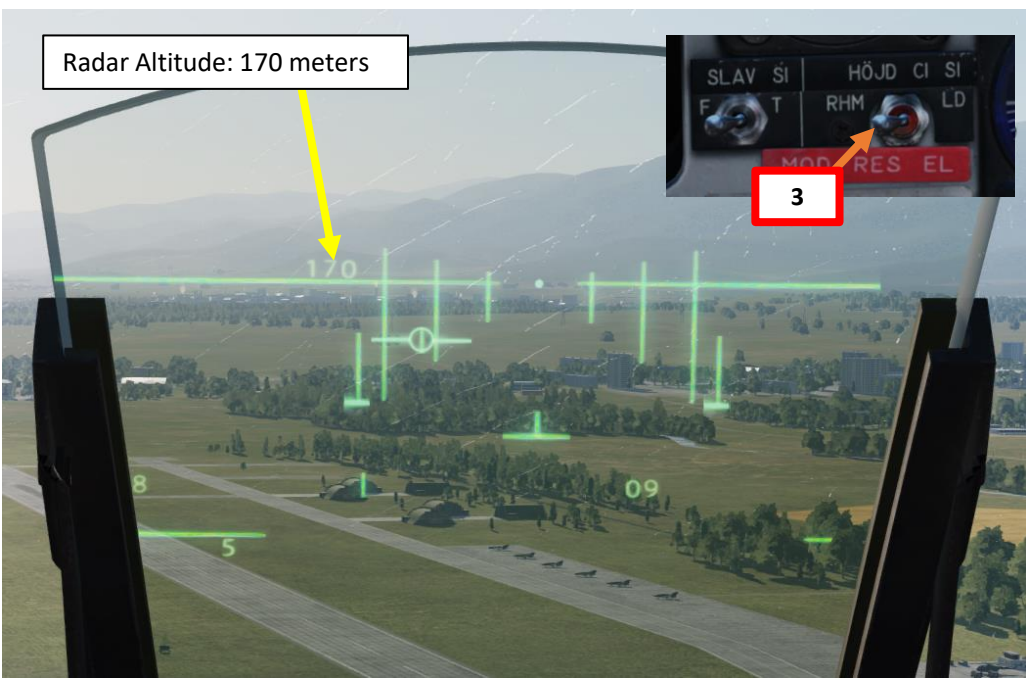 Radar Altitude: 170 meters
SLAV SI
HÖJD CI SI
F
T
RHM
LD
MOD RES EL
3
170
8
09
5